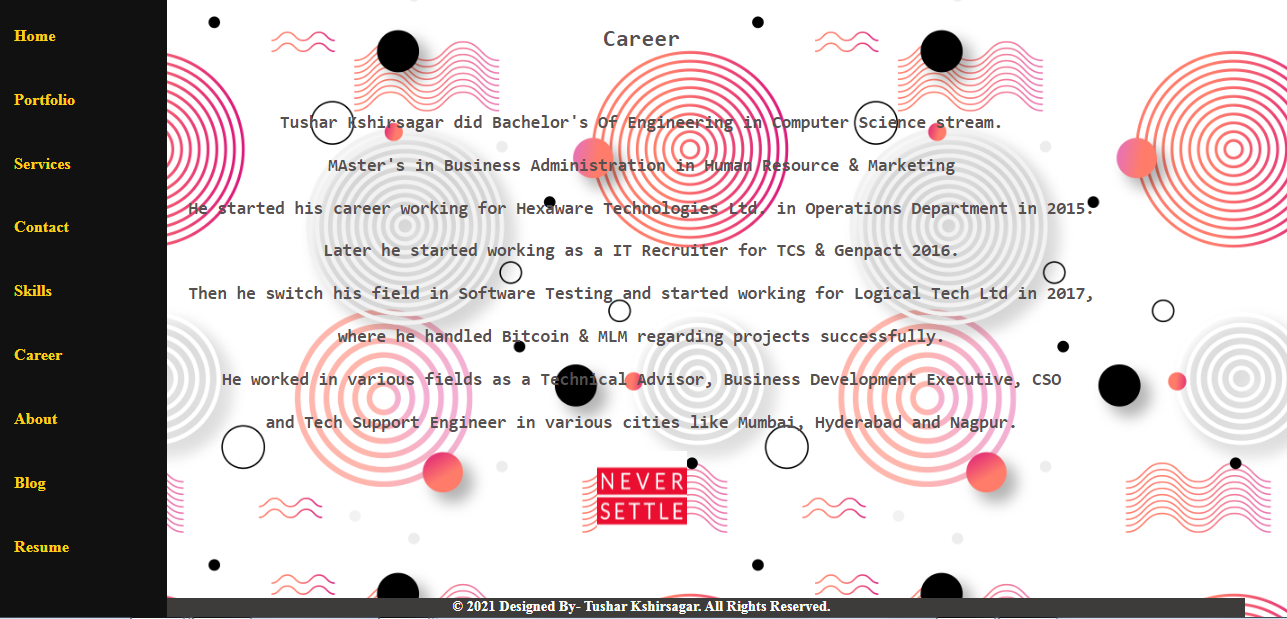 Home
Portfolio
Services
Contact
Skills
Career
About
Blog
Resume
Career
Tushar Kshirsagar did Bachelor's Of Engineering in Computer Science stream.
MAster's in Business Administration in Human Resource & Marketing
He started his career working for Hexaware Technologies Ltd. in Operations Department in 2015.
Later he started working as a IT Recruiter for TCS & Genpact 2016.
Then he switch his field in Software Testing and started working for Logical Tech Ltd in 2017,
where he handled Bitcoin & MLM regarding projects successfully.
He worked in various fields as a Technical Advisor, Business Development Executive, CSO
and Tech Support Engineer in various cities like Mumbai, Hyderabad and Nagpur.
NEVER
SETTLE
© 2021 Designed By- Tushar Kshirsagar. All Rights Reserved.